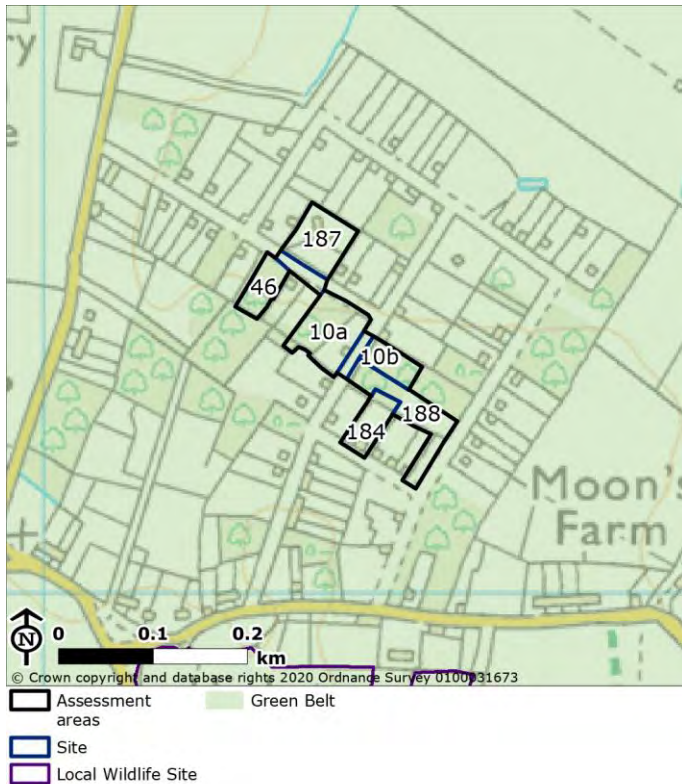 ry
e
187
46
10a
10b
188
184
Moon's
Farm
N
0 0.1 0.2
km
© Crown copyright and database rights 2020 Ordnance Survey 0100031673
Assessment
areas
Green Belt
Site
Local Wildlife Site